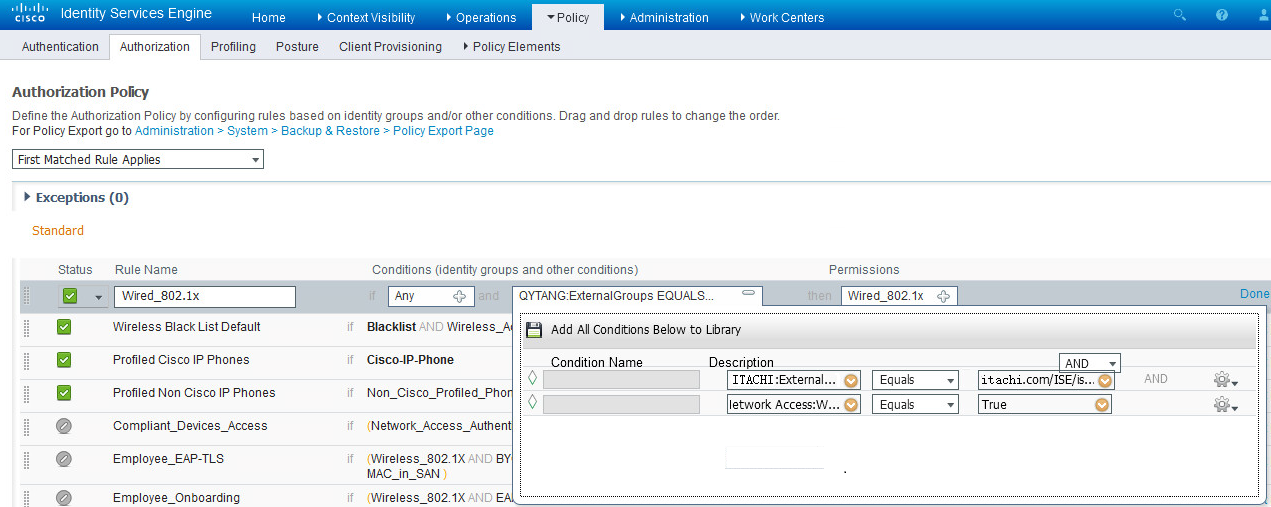 CISCO Identity Services Engine Home Context Visibility Operations Policy Administration Work Centers
Authentication Authorization Profiling Posture Client Provisioning Policy Elements
Authorization Policy
Define the Authorization Policy by configuring rules based on identity groups and/or other conditions. Drag and drop rules to change the order.
For Policy Export go to Administration > System > Backup & Restore > Policy Export Page
First Matched Rule Applies
Exceptions (0)
Standard
Status Rule Name Conditions (identity groups and other conditions) Permissions
Wired_802.1x if Any and QYTANG:ExternalGroups EQUALS... then Wired_802.1x Done
Wireless Black List Default if Blacklist AND Wireless_Ac
Add All Conditions Below to Library
Profiled Cisco IP Phones if Cisco-IP-Phone
Condition Name Description AND
ITACHI:External... Equals itachi.com/ISE/is... AND
Profiled Non Cisco IP Phones if Non_Cisco_Profiled_Phon
letwork Access:W... Equals True
Compliant_Devices_Access if (Network_Access_Authent
Employee_EAP-TLS if (Wireless_802.1X AND BY
MAC_in_SAN )
Employee_Onboarding if (Wireless_802.1X AND EA